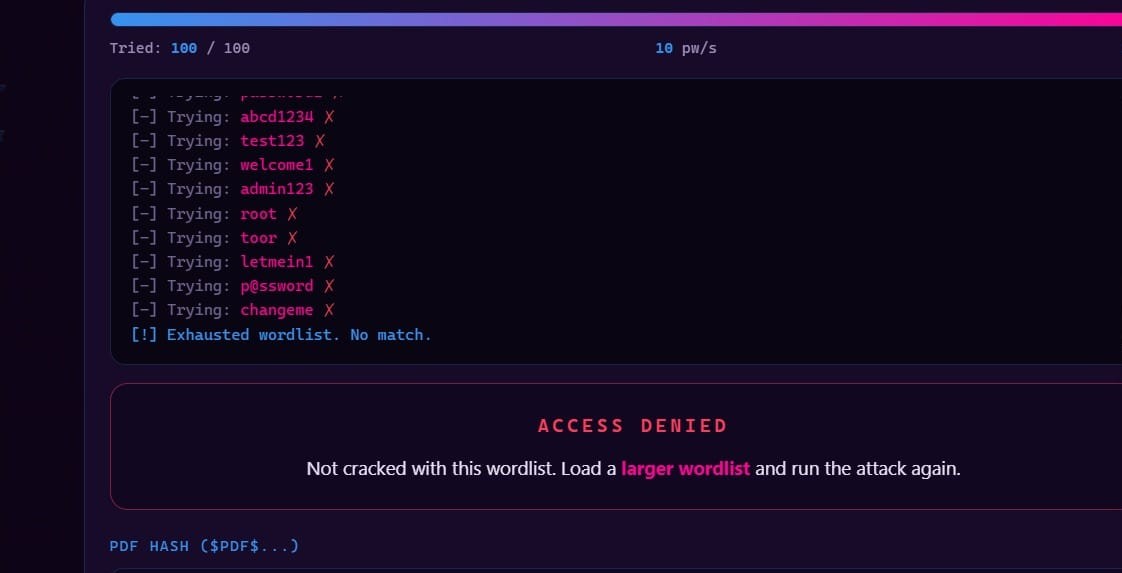 Tried: 100 / 100
10 pw/s
[-] Trying:
[-] Trying: abcd1234 ✗
[-] Trying: test123 ✗
[-] Trying: welcome1 ✗
[-] Trying: admin123 ✗
[-] Trying: root ✗
[-] Trying: toor ✗
[-] Trying: letmein1 ✗
[-] Trying: p@ssword ✗
[-] Trying: changeme ✗
[!] Exhausted wordlist. No match.
ACCESS DENIED
Not cracked with this wordlist. Load a larger wordlist and run the attack again.
PDF HASH ($PDF$...)